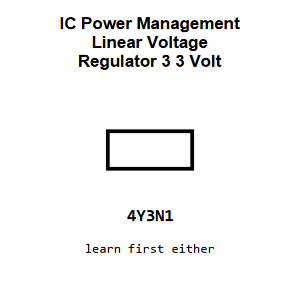 IC Power Management
Linear Voltage
Regulator 3 3 Volt
4Y3N1
learn first either